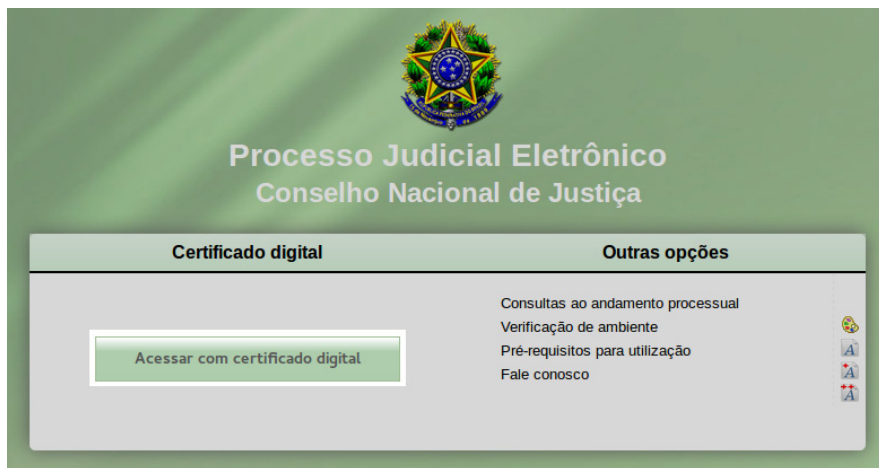 Processo Judicial Eletrônico
Conselho Nacional de Justiça
Certificado digital
Outras opções
Acessar com certificado digital
Consultas ao andamento processual
Verificação de ambiente
Pré-requisitos para utilização
Fale conosco
A
+A
++A